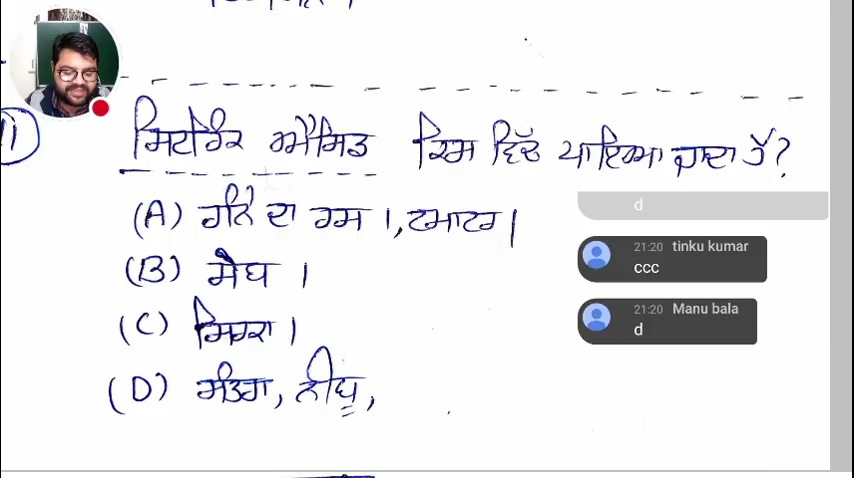 11
ਸਿਟਰਿਕ ਐਸਿਡ ਕਿਸ ਵਿੱਚ ਪਾਇਆ ਜਾਦਾ ਹੈ?
(A) ਗੰਨੇ ਦਾ ਰਸ ।, ਟਮਾਟਰ |
(B) ਸੇਬ ।
(C) ਸਿਰਕਾ ।
(D) ਸੰਤਰਾ, ਨੀਬੂ,
d
21:20 tinku kumar
ccc
21:20 Manu bala
d